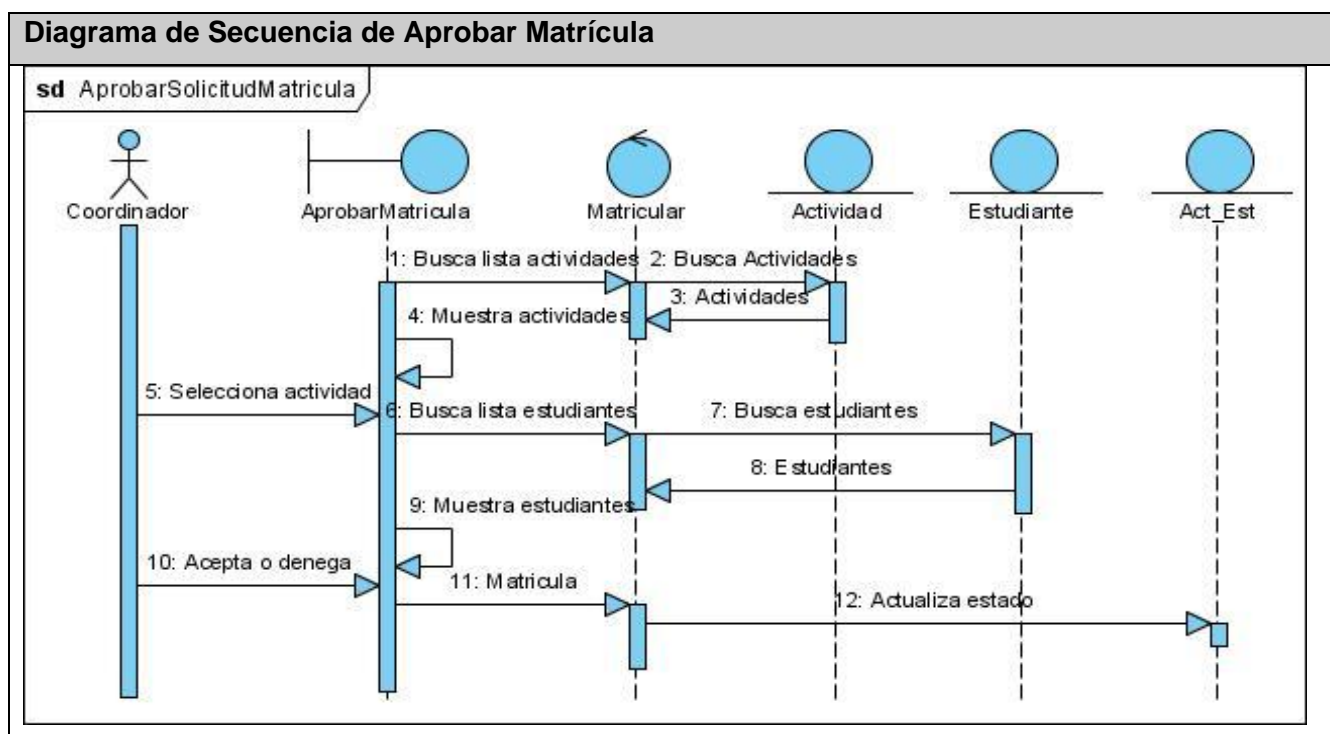 Diagrama de Secuencia de Aprobar Matrícula
sd AprobarSolicitudMatricula
Coordinador
AprobarMatricula
Matricular
Actividad
Estudiante
Act_Est
1: Busca lista actividades
2: Busca Actividades
3: Actividades
4: Muestra actividades
5: Selecciona actividad
6: Busca lista estudiantes
7: Busca estudiantes
8: Estudiantes
9: Muestra estudiantes
10: Acepta o denega
11: Matricula
12: Actualiza estado